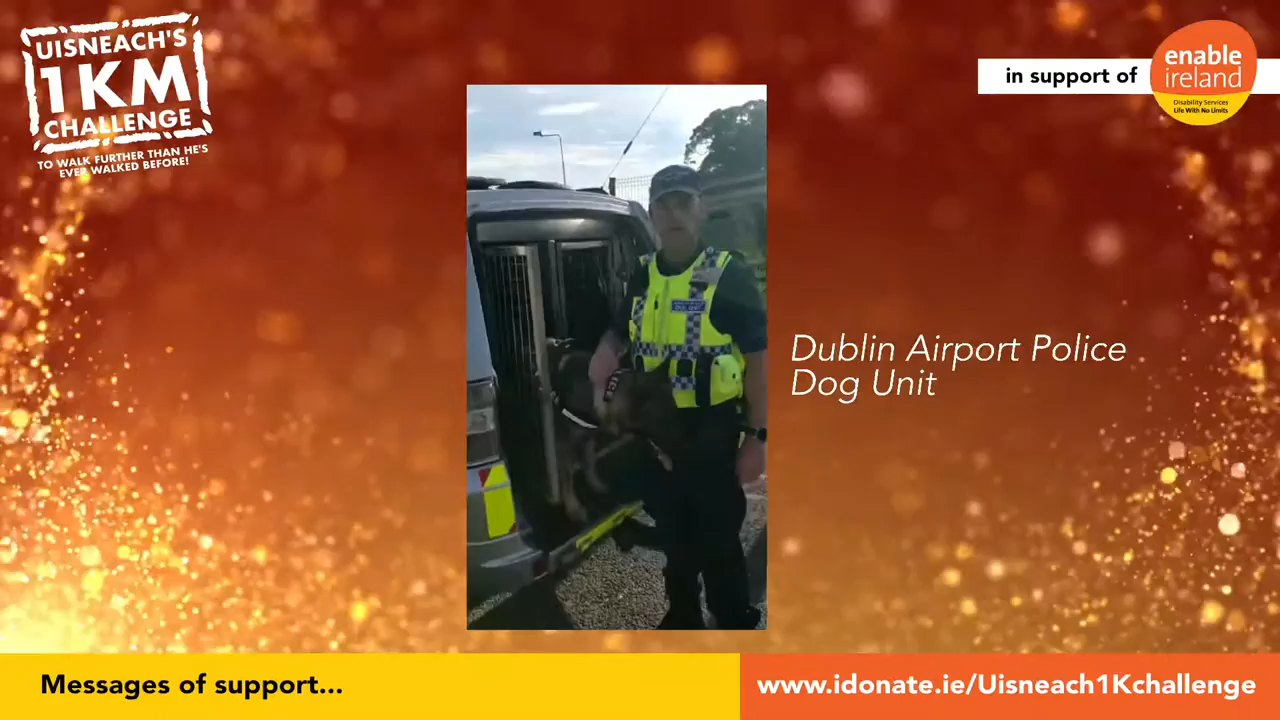 UISNEACH'S
1KM
CHALLENGE
TO WALK FURTHER THAN HE'S
EVER WALKED BEFORE!
in support of
enable
ireland
Disability Services
Life With No Limits
Dublin Airport Police
Dog Unit
Messages of support...
www.idonate.ie/Uisneach1Kchallenge